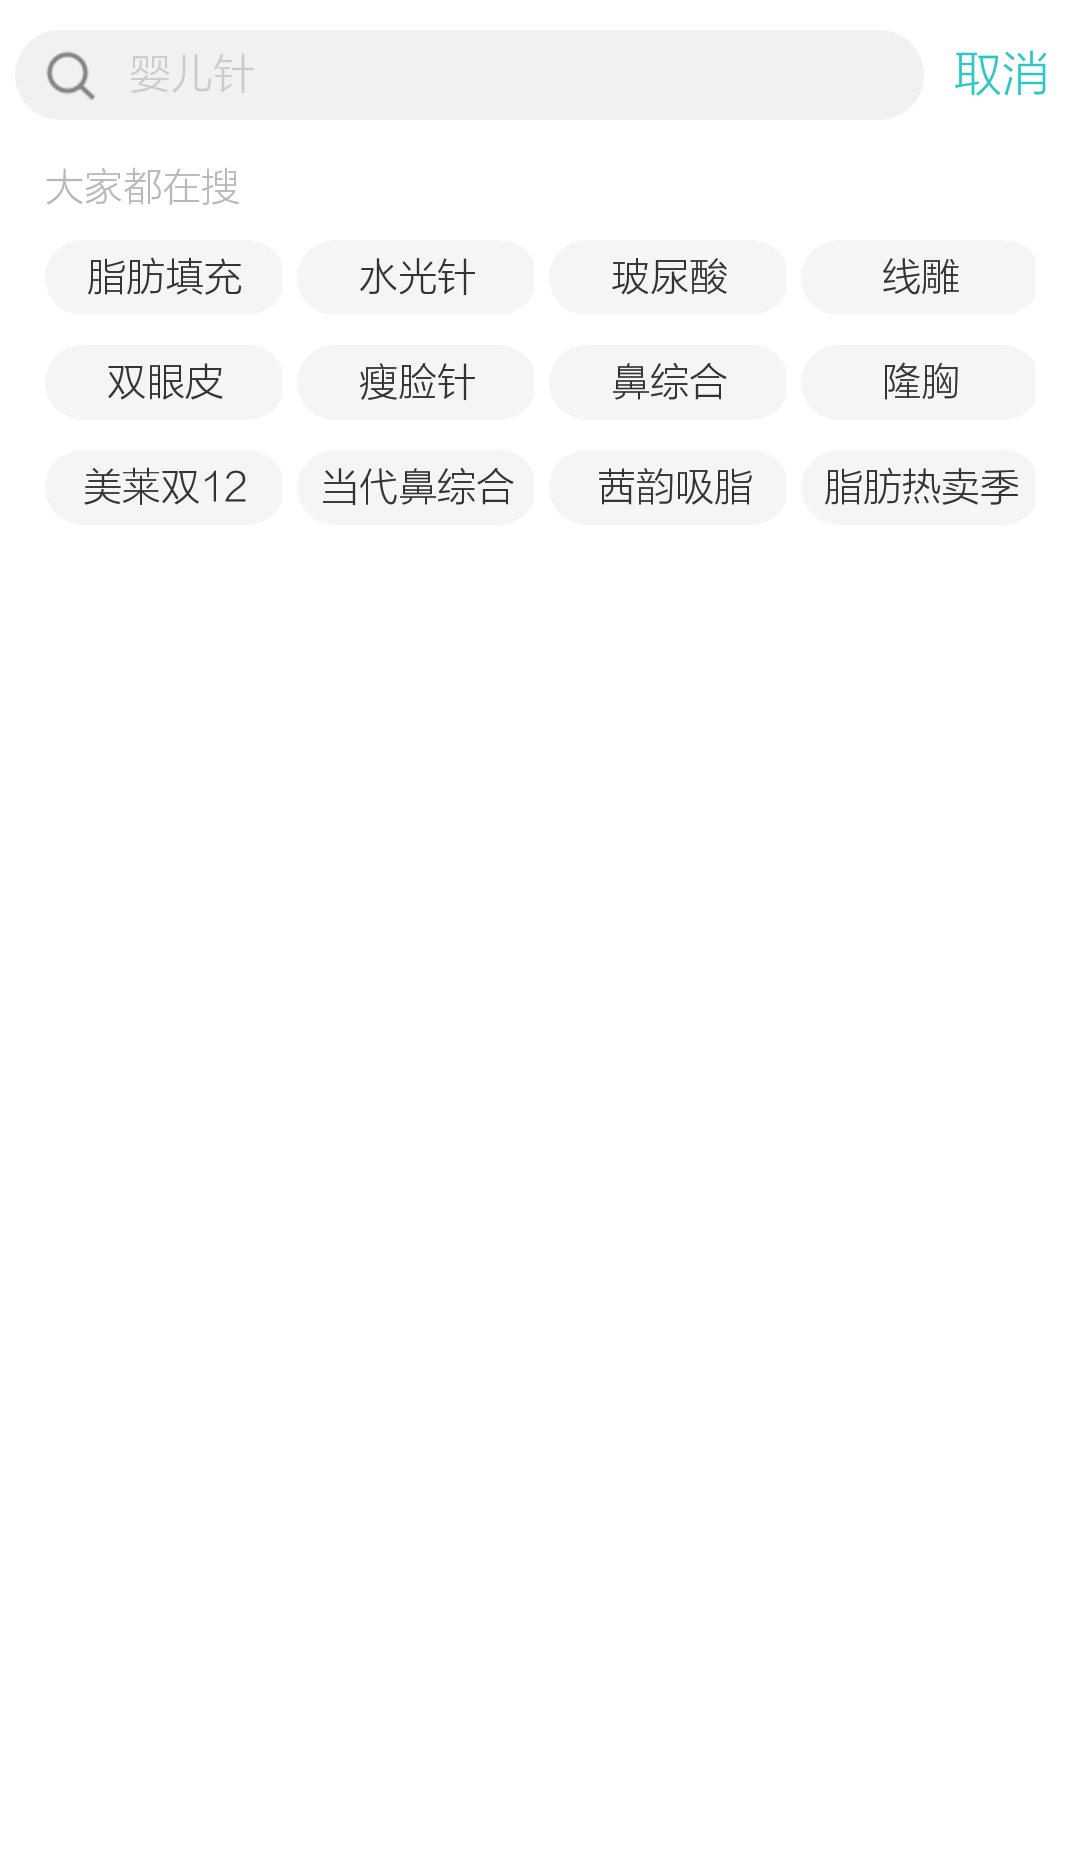 婴儿针 取消
大家都在搜
脂肪填充 水光针 玻尿酸 线雕
双眼皮 瘦脸针 鼻综合 隆胸
美莱双12 当代鼻综合 茜韵吸脂 脂肪热卖季